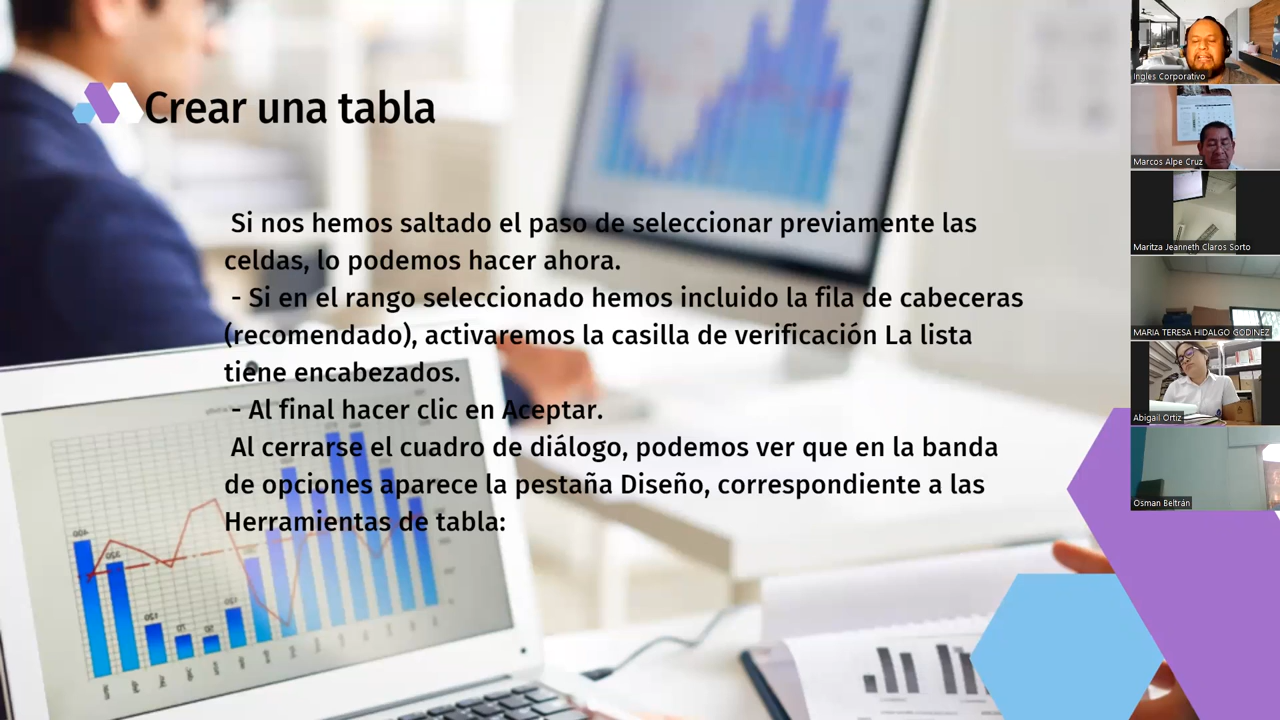 Crear una tabla
Si nos hemos saltado el paso de seleccionar previamente las
celdas, lo podemos hacer ahora.
- Si en el rango seleccionado hemos incluido la fila de cabeceras
(recomendado), activaremos la casilla de verificación La lista
tiene encabezados.
- Al final hacer clic en Aceptar.
Al cerrarse el cuadro de diálogo, podemos ver que en la banda
de opciones aparece la pestaña Diseño, correspondiente a las
Herramientas de tabla:
Ingles Corporativo
Marcos Alpe Cruz
Maritza Jeanneth Claros Sorto
MARIA TERESA HIDALGO GODINEZ
Abigail Ortiz
Osman Beltrán